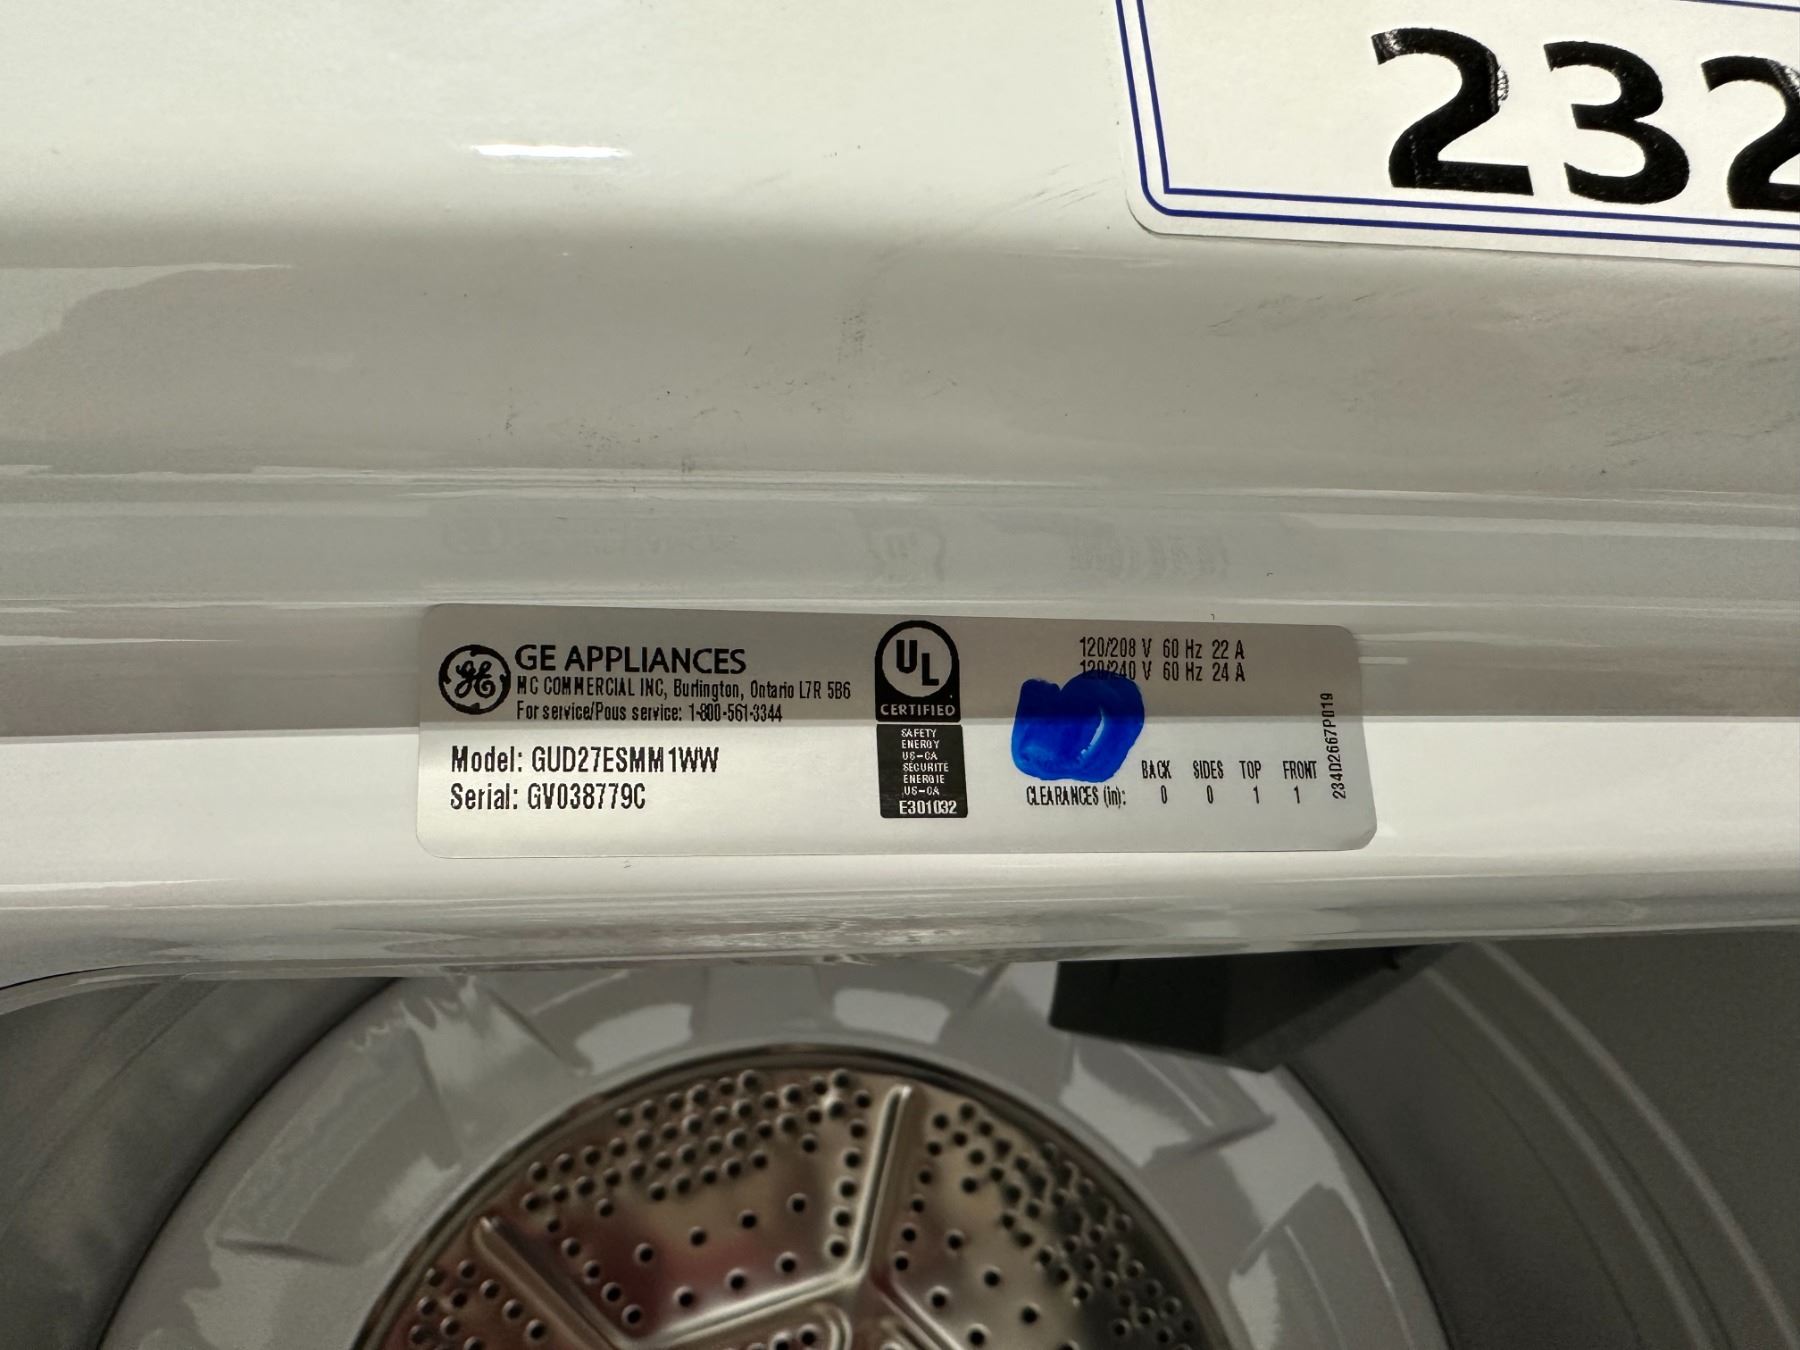 232
GE APPLIANCES
MC COMMERCIAL INC, Burlington, Ontario L7R 5B6
For service/Pous service: 1-800-561-3344
Model: GUD27ESMM1WW
Serial: GV038779C
UL
CERTIFIED
SAFETY
ENERGY
US-CA
SÉCURITÉ
ÉNERGIE
US-CA
E301032
120/208 V 60 Hz 22 A
120/240 V 60 Hz 24 A
BACK SIDES TOP FRONT
CLEARANCES (in): 0 0 1 1
234D2667P019